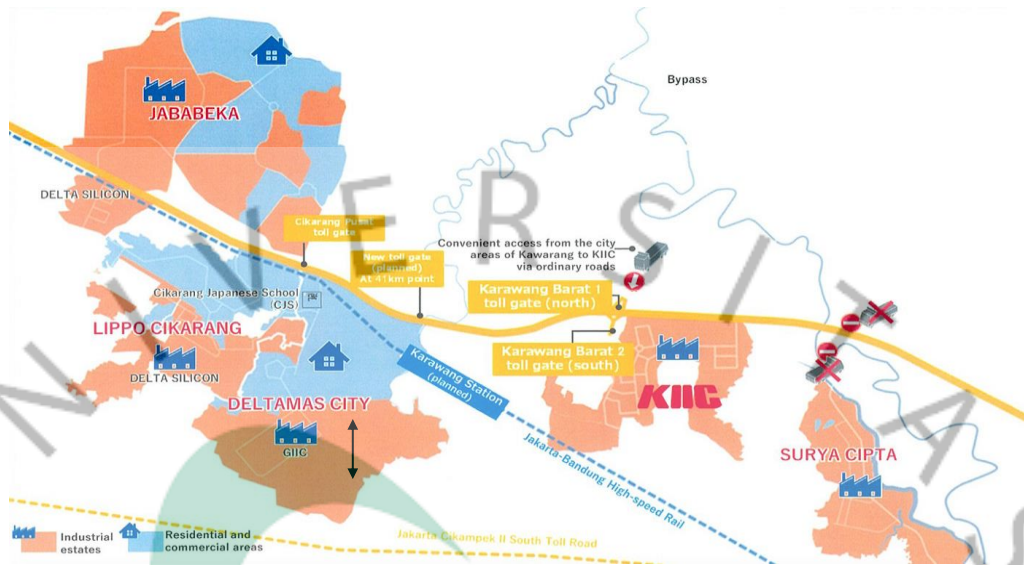 Bypass
JABABEKA
DELTA SILICON
Cikarang Pusat
toll gate
New toll gate
(planned)
At 41km point
Convenient access from the city
areas of Kawarang to KIIC
via ordinary roads
Karawang Barat 1
toll gate (north)
Cikarang Japanese School
(CJS)
LIPPO CIKARANG
DELTA SILICON
Karawang Barat 2
toll gate (south)
Karawang Station
(planned)
KIIC
DELTAMAS CITY
GIIC
Jakarta-Bandung High-speed Rail
SURYA CIPTA
Jakarta Cikampek II South Toll Road
Industrial
estates
Residential and
commercial areas
NIVERSITA